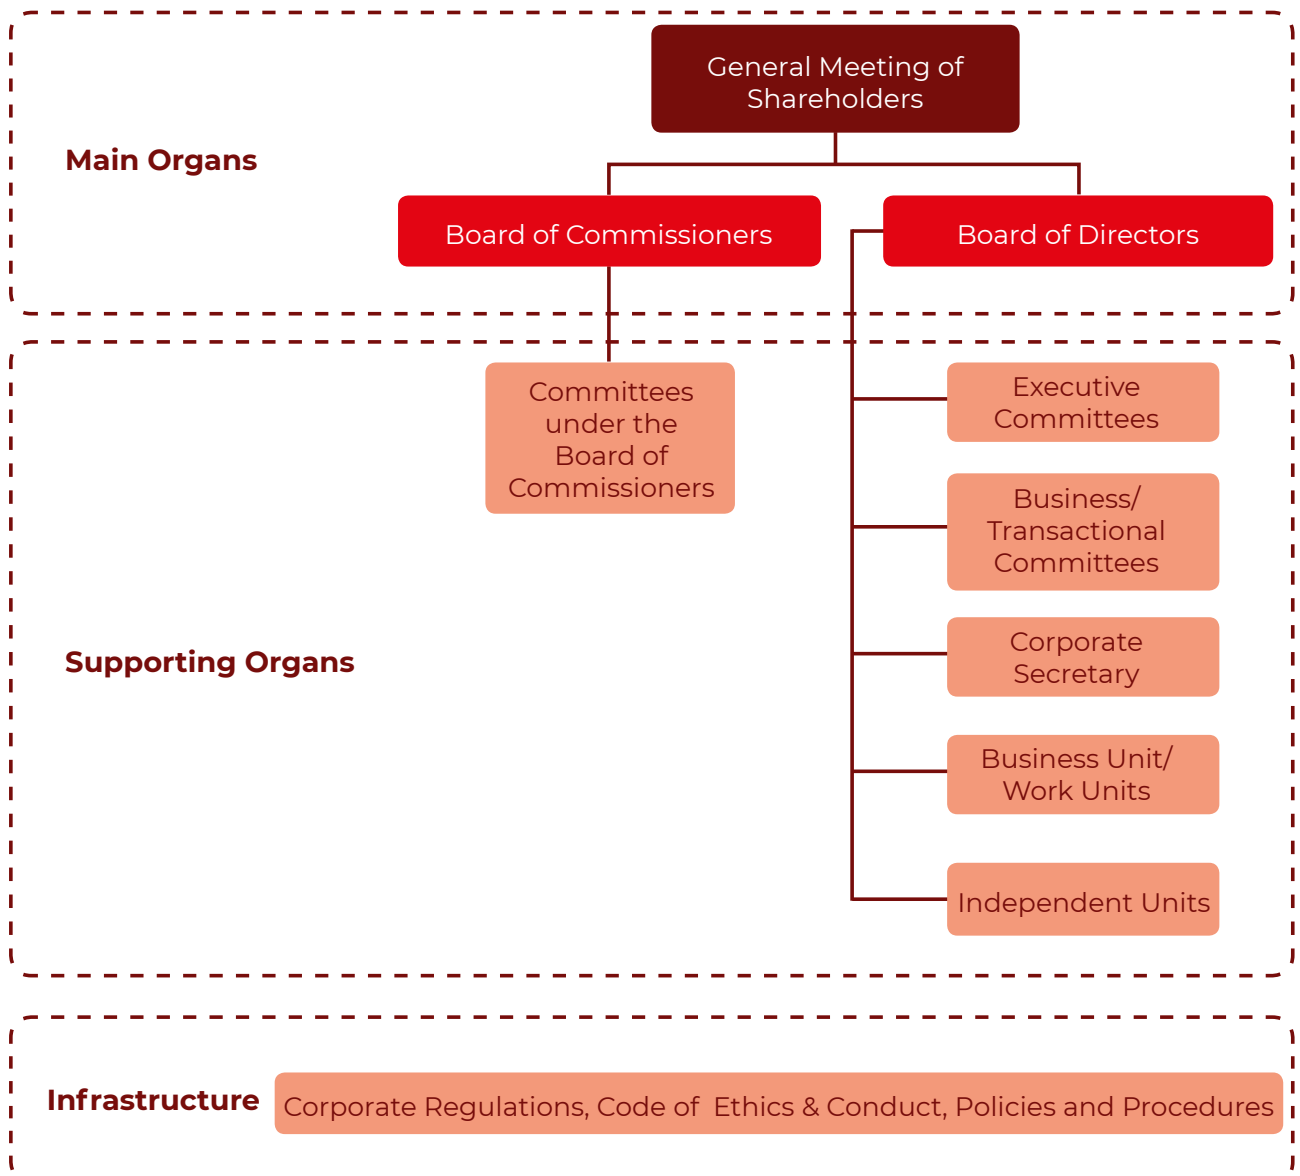 General Meeting of
Shareholders
Main Organs
Board of Commissioners
Board of Directors
Committees
under the
Board of
Commissioners
Executive
Committees
Business/
Transactional
Committees
Corporate
Secretary
Supporting Organs
Business Unit/
Work Units
Independent Units
Infrastructure
Corporate Regulations, Code of  Ethics & Conduct, Policies and Procedures